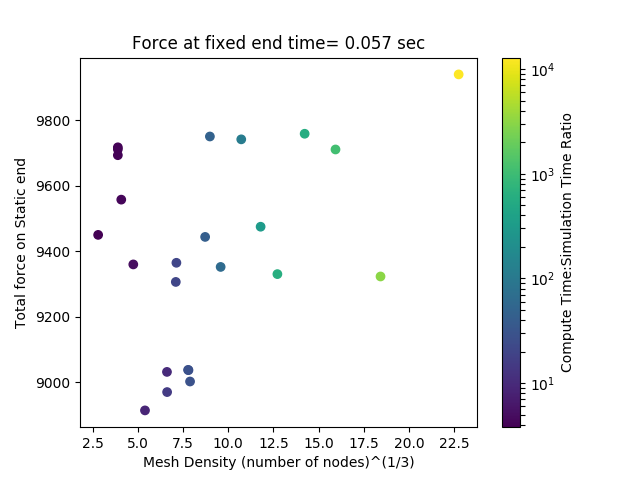 Force at fixed end time= 0.057 sec
Total force on Static end
9800
9600
9400
9200
9000
2.5 5.0 7.5 10.0 12.5 15.0 17.5 20.0 22.5
Mesh Density (number of nodes)^(1/3)
10^4
10^3
10^2
10^1
Compute Time:Simulation Time Ratio